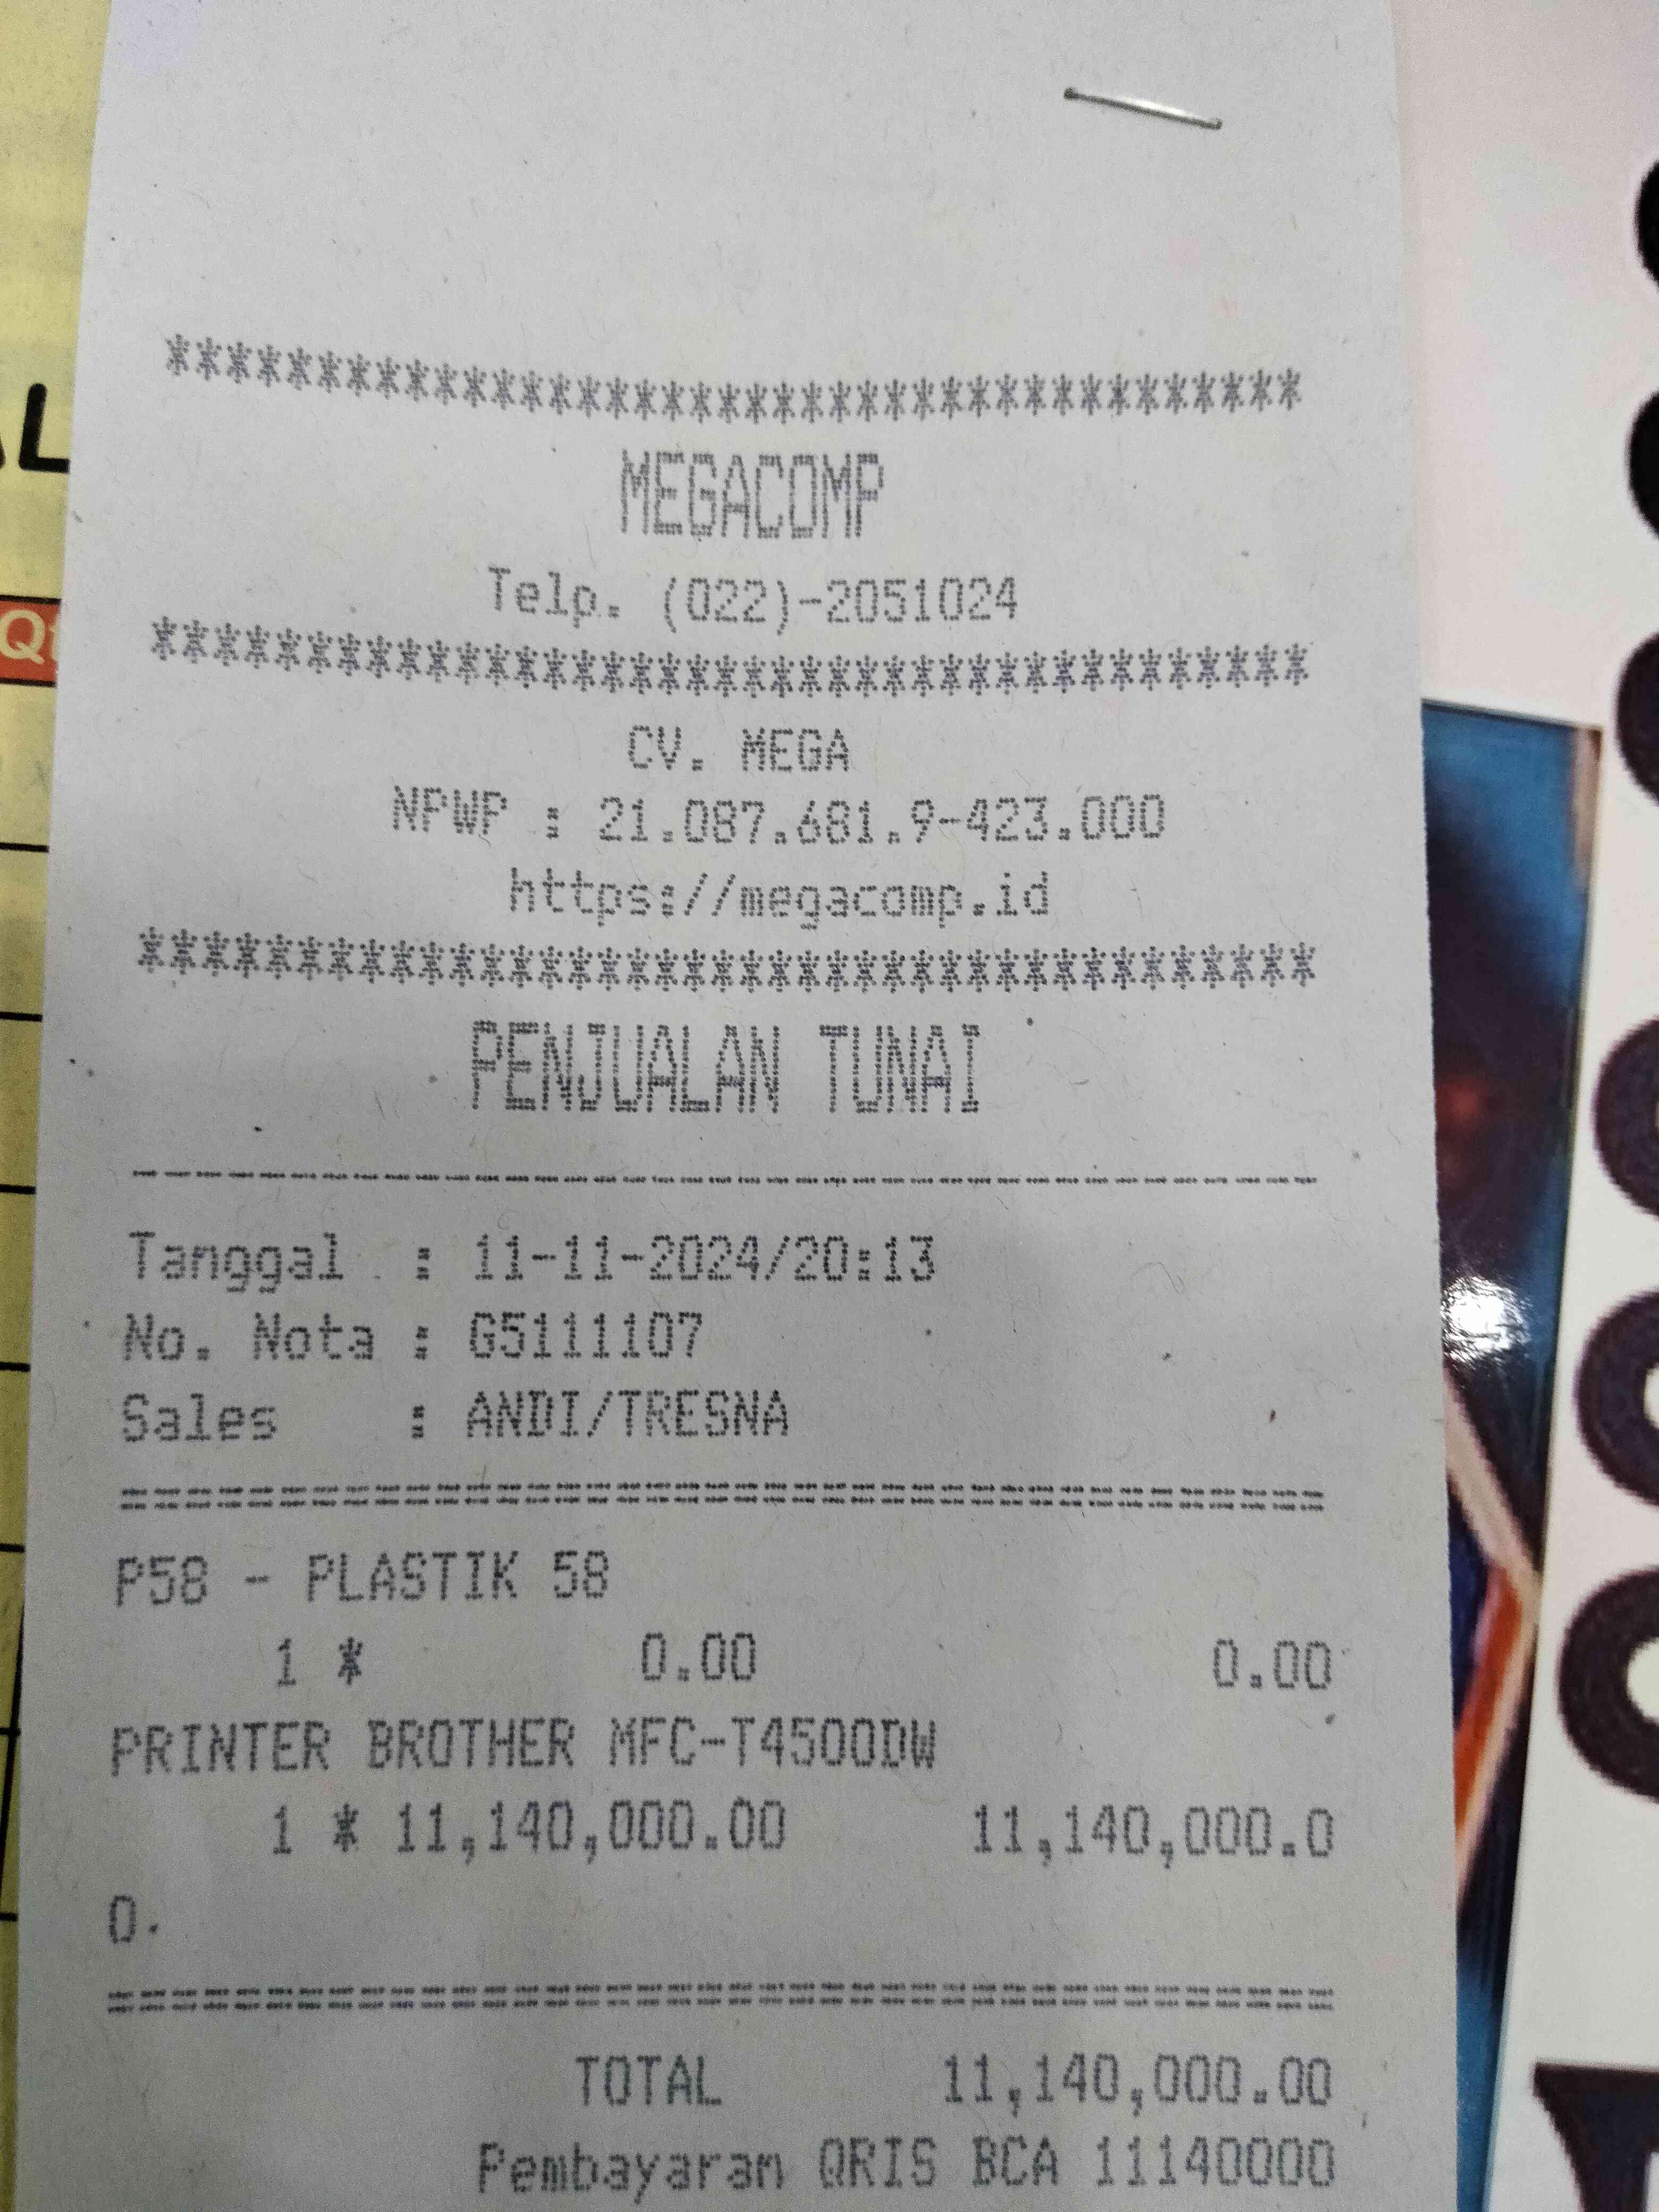 ****************************************
MEGACOMP
Telp. (022)-2051024
****************************************
CV. MEGA
NPWP : 21.087.681.9-423.000
https://megacomp.id
****************************************
PENJUALAN TUNAI
----------------------------------------
Tanggal : 11-11-2024/20:13
No. Nota : G5111107
Sales : ANDI/TRESNA
========================================
P58 - PLASTIK 58
1 * 0.00 0.00
PRINTER BROTHER MFC-T4500DW
1 * 11,140,000.00 11,140,000.0
0.
========================================
TOTAL 11,140,000.00
Pembayaran QRIS BCA 11140000